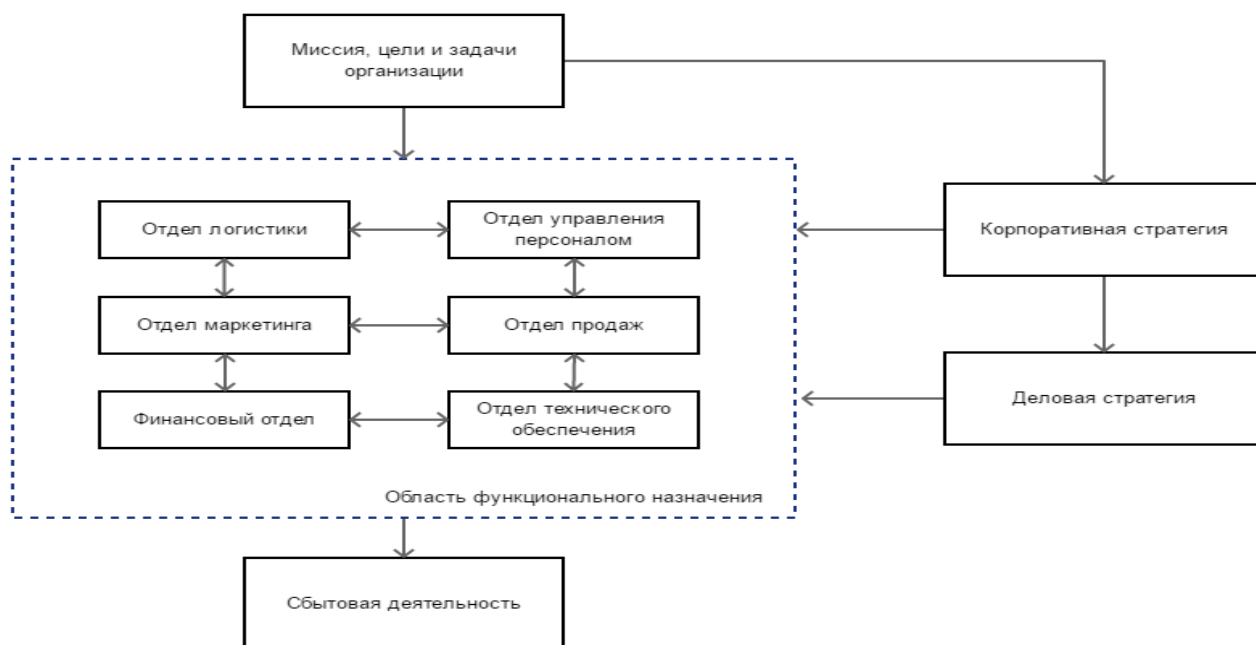 Миссия, цели и задачи
организации
Отдел логистики
Отдел управления
персоналом
Корпоративная стратегия
Отдел маркетинга
Отдел продаж
Деловая стратегия
Финансовый отдел
Отдел технического
обеспечения
Область функционального назначения
Сбытовая деятельность